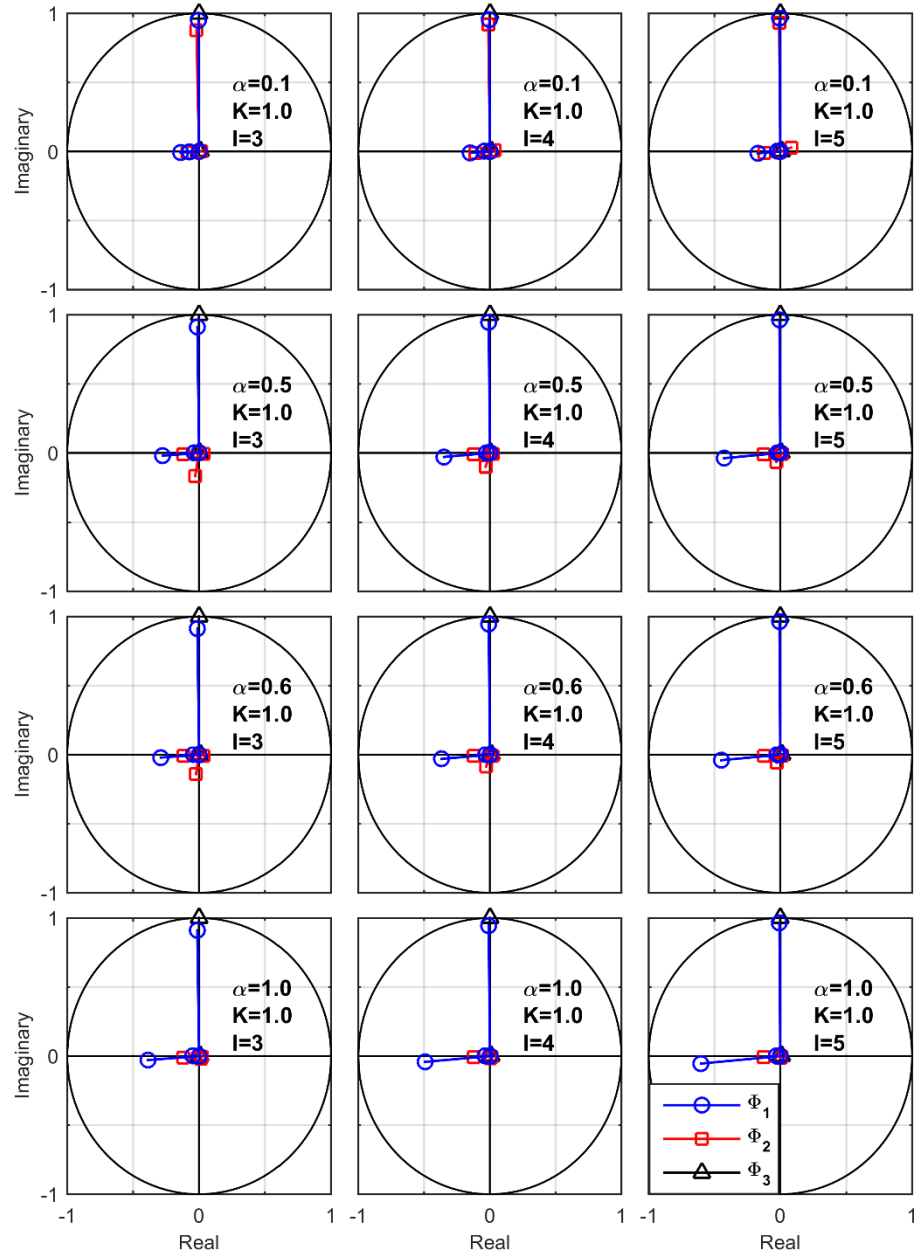 1
0
-1
Imaginary
α=0.1
K=1.0
I=3
α=0.1
K=1.0
I=4
α=0.1
K=1.0
I=5
1
0
-1
Imaginary
α=0.5
K=1.0
I=3
α=0.5
K=1.0
I=4
α=0.5
K=1.0
I=5
1
0
-1
Imaginary
α=0.6
K=1.0
I=3
α=0.6
K=1.0
I=4
α=0.6
K=1.0
I=5
1
0
-1
Imaginary
α=1.0
K=1.0
I=3
α=1.0
K=1.0
I=4
α=1.0
K=1.0
I=5
Φ1
Φ2
Φ3
-1 0 1
Real
-1 0 1
Real
-1 0 1
Real